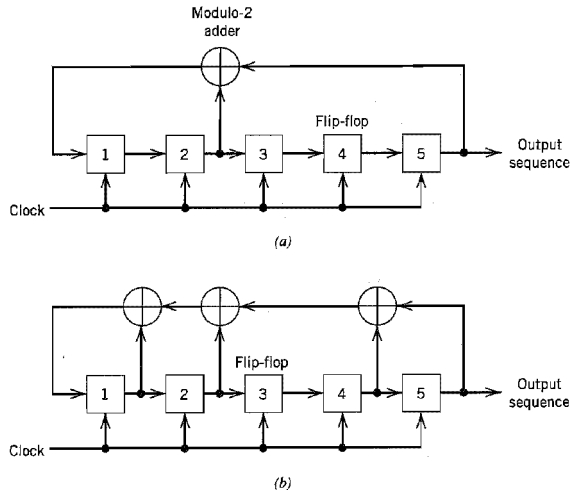 Modulo-2
adder
Flip-flop
1
2
3
4
5
Output
sequence
Clock
(a)
Flip-flop
1
2
3
4
5
Output
sequence
Clock
(b)